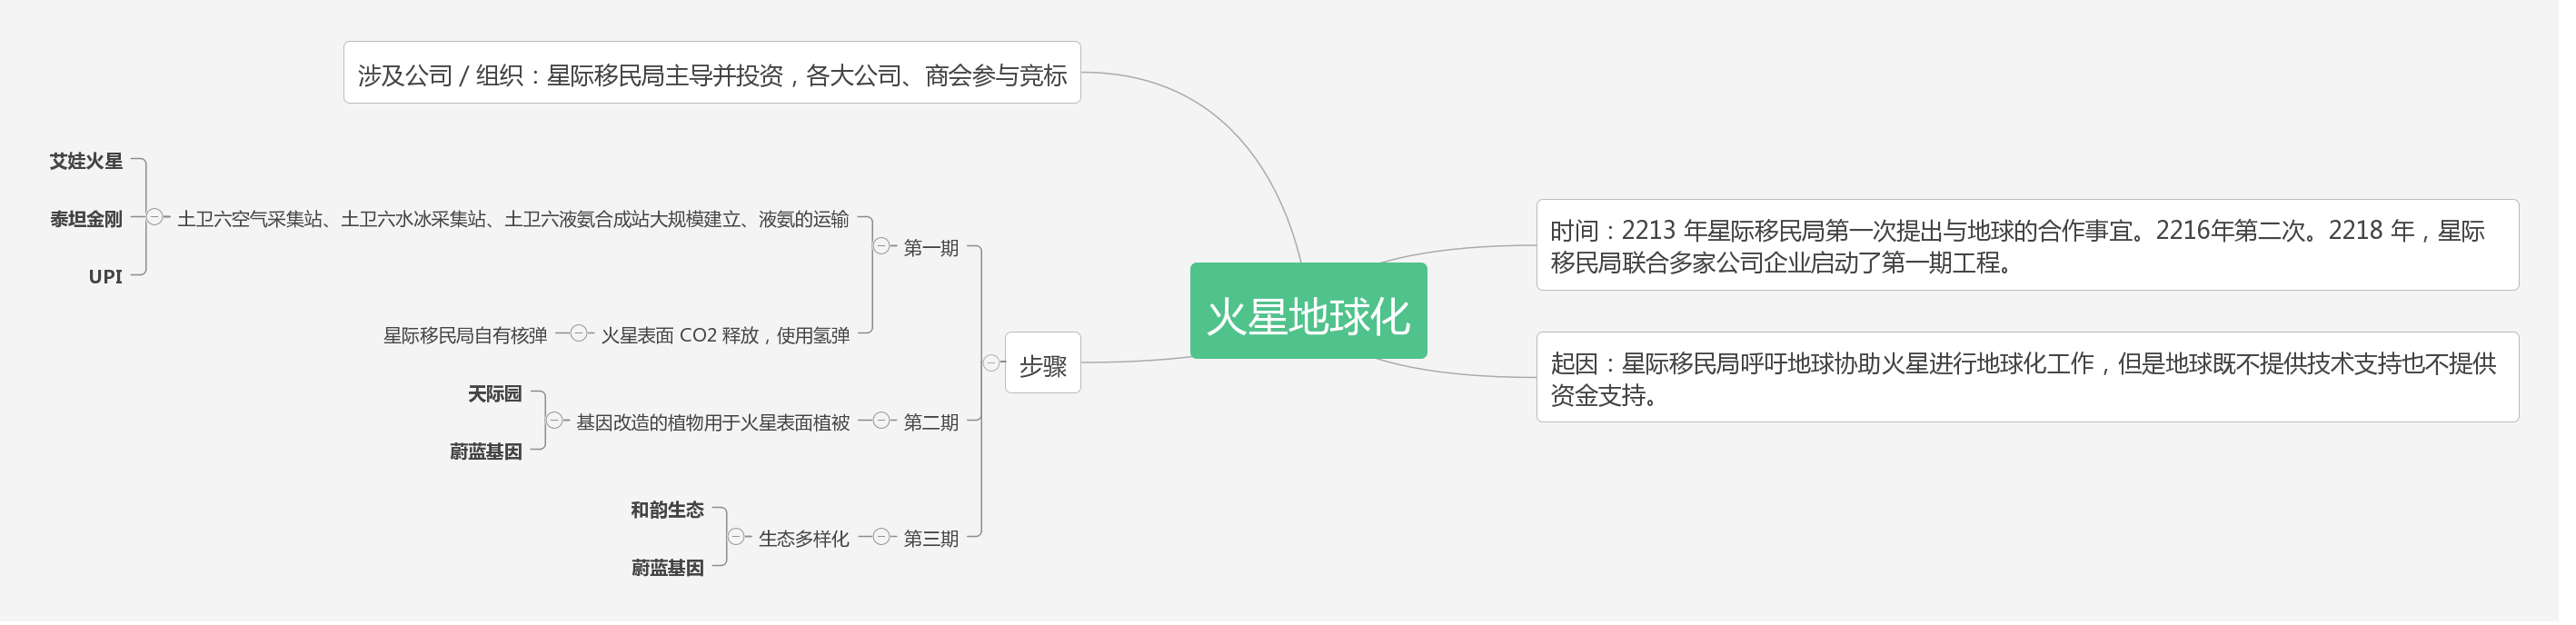 火星地球化
时间：2213 年星际移民局第一次提出与地球的合作事宜。2216年第二次。2218 年，星际
移民局联合多家公司企业启动了第一期工程。
起因：星际移民局呼吁地球协助火星进行地球化工作，但是地球既不提供技术支持也不提供
资金支持。
涉及公司 / 组织：星际移民局主导并投资，各大公司、商会参与竞标
步骤
第一期
土卫六空气采集站、土卫六水冰采集站、土卫六液氨合成站大规模建立、液氨的运输
艾娃火星
泰坦金刚
UPI
火星表面 CO2 释放，使用氢弹
星际移民局自有核弹
第二期
基因改造的植物用于火星表面植被
天际园
蔚蓝基因
第三期
生态多样化
和韵生态
蔚蓝基因